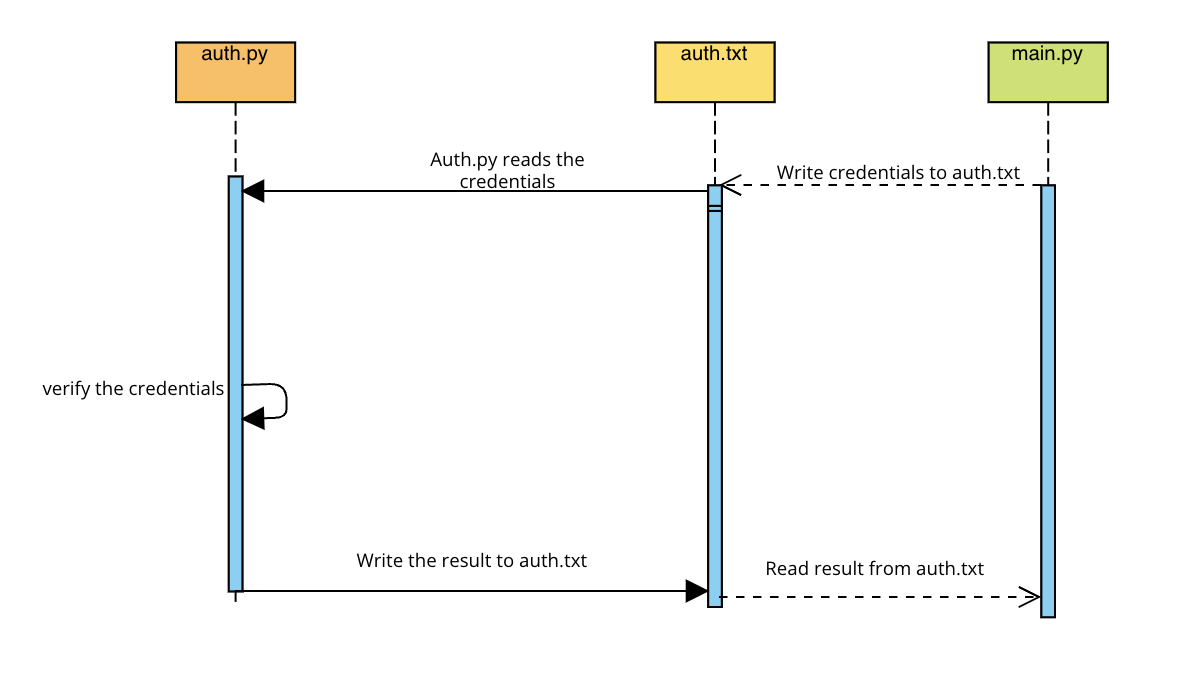 auth.py
auth.txt
main.py
Auth.py reads the
credentials
Write credentials to auth.txt
verify the credentials
Write the result to auth.txt
Read result from auth.txt